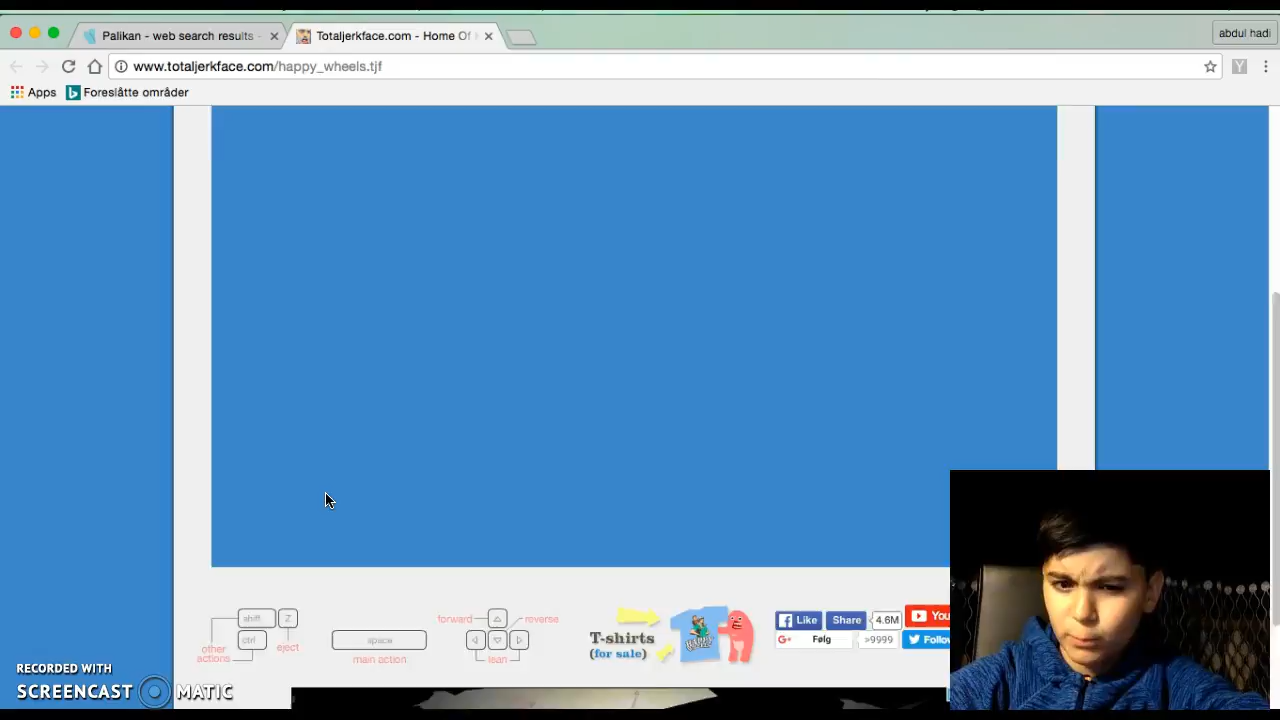 Palikan - web search results -
Totaljerkface.com - Home Of
abdul hadi
www.totaljerkface.com/happy_wheels.tjf
Apps
Foreslåtte områder
shift
Z
ctrl
other
actions
eject
space
main action
forward
reverse
lean
T-shirts
(for sale)
Like
Share
4.6M
You
Følg
>9999
Follow
RECORDED WITH
SCREENCAST MATIC